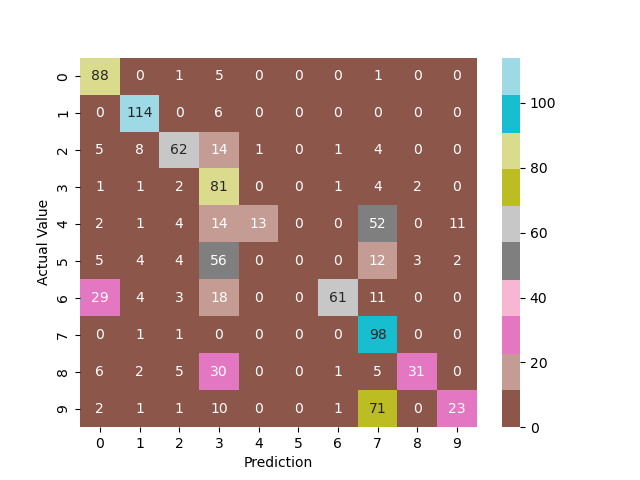 0 88 0 1 5 0 0 0 1 0 0
1 0 114 0 6 0 0 0 0 0 0
2 5 8 62 14 1 0 1 4 0 0
3 1 1 2 81 0 0 1 4 2 0
4 2 1 4 14 13 0 0 52 0 11
5 5 4 4 56 0 0 0 12 3 2
6 29 4 3 18 0 0 61 11 0 0
7 0 1 1 0 0 0 0 98 0 0
8 6 2 5 30 0 0 1 5 31 0
9 2 1 1 10 0 0 1 71 0 23
0 1 2 3 4 5 6 7 8 9
Prediction
Actual Value
100
80
60
40
20
0